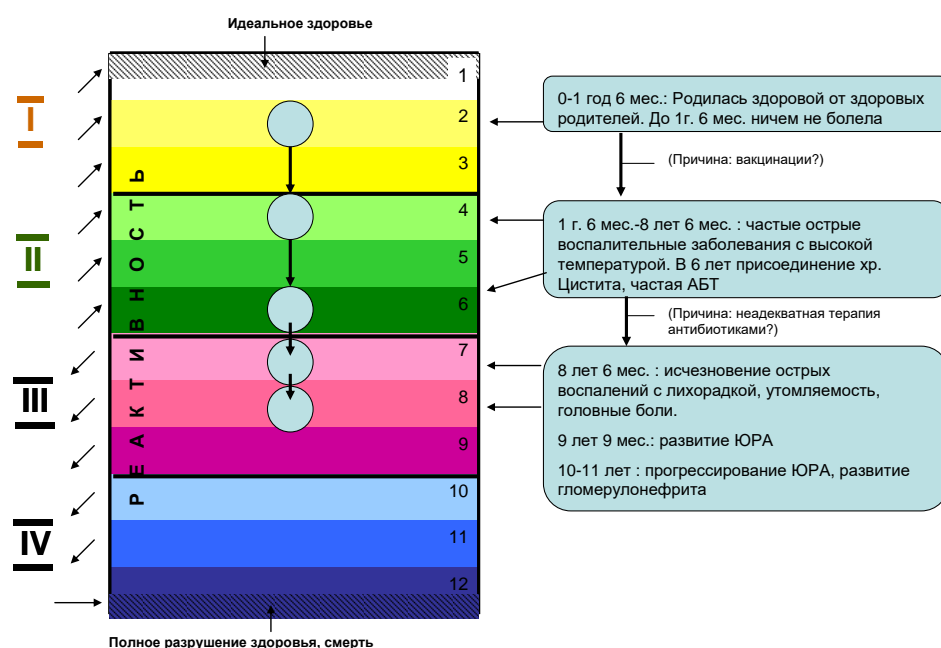 Идеальное здоровье
I
II
III
IV
РЕАКТИВНОСТЬ
1
2
3
4
5
6
7
8
9
10
11
12
0-1 год 6 мес.: Родилась здоровой от здоровых
родителей. До 1г. 6 мес. ничем не болела
(Причина: вакцинации?)
1 г. 6 мес.-8 лет 6 мес. : частые острые
воспалительные заболевания с высокой
температурой. В 6 лет присоединение хр.
Цистита, частая АБТ
(Причина: неадекватная терапия
антибиотиками?)
8 лет 6 мес. : исчезновение острых
воспалений с лихорадкой, утомляемость,
головные боли.
9 лет 9 мес.: развитие ЮРА
10-11 лет : прогрессирование ЮРА, развитие
гломерулонефрита
Полное разрушение здоровья, смерть